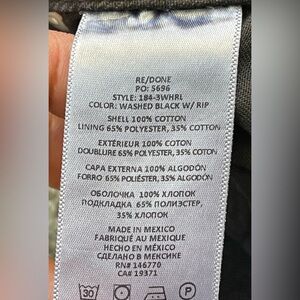 RE/DONE
PO: 5696
STYLE: 184-3WHRL
COLOR: WASHED BLACK W/ RIP
SHELL 100% COTTON
LINING 65% POLYESTER, 35% COTTON
EXTÉRIEUR 100% COTON
DOUBLURE 65% POLYESTER, 35% COTON
CAPA EXTERNA 100% ALGODÓN
FORRO 65% POLIÉSTER, 35% ALGODÓN
ОБОЛОЧКА 100% ХЛОПОК
ПОДКЛАДКА 65% ПОЛИЭСТЕР,
35% ХЛОПОК
MADE IN MEXICO
FABRIQUÉ AU MEXIQUE
HECHO EN MÉXICO
СДЕЛАНО В МЕКСИКЕ
RN# 146770
CA# 19371
30 P